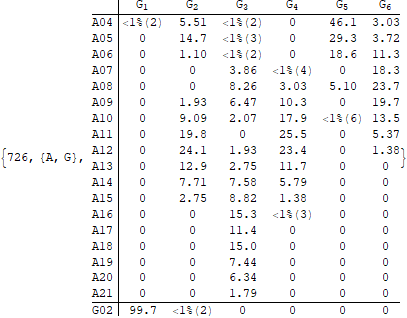 G1 G2 G3 G4 G5 G6
A04 <1%(2) 5.51 <1%(2) 0 46.1 3.03
A05 0 14.7 <1%(3) 0 29.3 3.72
A06 0 1.10 <1%(2) 0 18.6 11.3
A07 0 0 3.86 <1%(4) 0 18.3
A08 0 0 8.26 3.03 5.10 23.7
A09 0 1.93 6.47 10.3 0 19.7
A10 0 9.09 2.07 17.9 <1%(6) 13.5
A11 0 19.8 0 25.5 0 5.37
{726, {A, G}, A12 0 24.1 1.93 23.4 0 1.38}
A13 0 12.9 2.75 11.7 0 0
A14 0 7.71 7.58 5.79 0 0
A15 0 2.75 8.82 1.38 0 0
A16 0 0 15.3 <1%(3) 0 0
A17 0 0 11.4 0 0 0
A18 0 0 15.0 0 0 0
A19 0 0 7.44 0 0 0
A20 0 0 6.34 0 0 0
A21 0 0 1.79 0 0 0
G02 99.7 <1%(2) 0 0 0 0